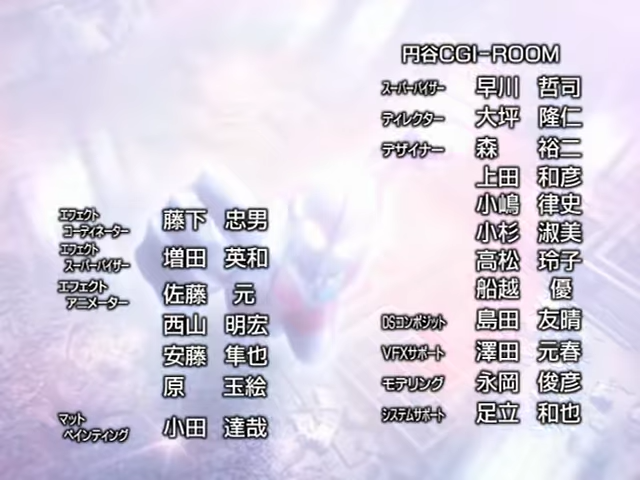 円谷CGI-ROOM
スーパーバイザー 早川 哲司
ディレクター 大坪 隆仁
デザイナー 森 裕二
上田 和彦
小嶋 律史
小杉 淑美
高松 玲子
船越 優
DSコンポジット 島田 友晴
VFXサポート 澤田 元春
モデリング 永岡 俊彦
システムサポート 足立 和也
エフェクト
コーディネーター 藤下 忠男
エフェクト
スーパーバイザー 増田 英和
エフェクト
アニメーター 佐藤 元
西山 明宏
安藤 隼也
原 玉絵
マット
ペインティング 小田 達哉